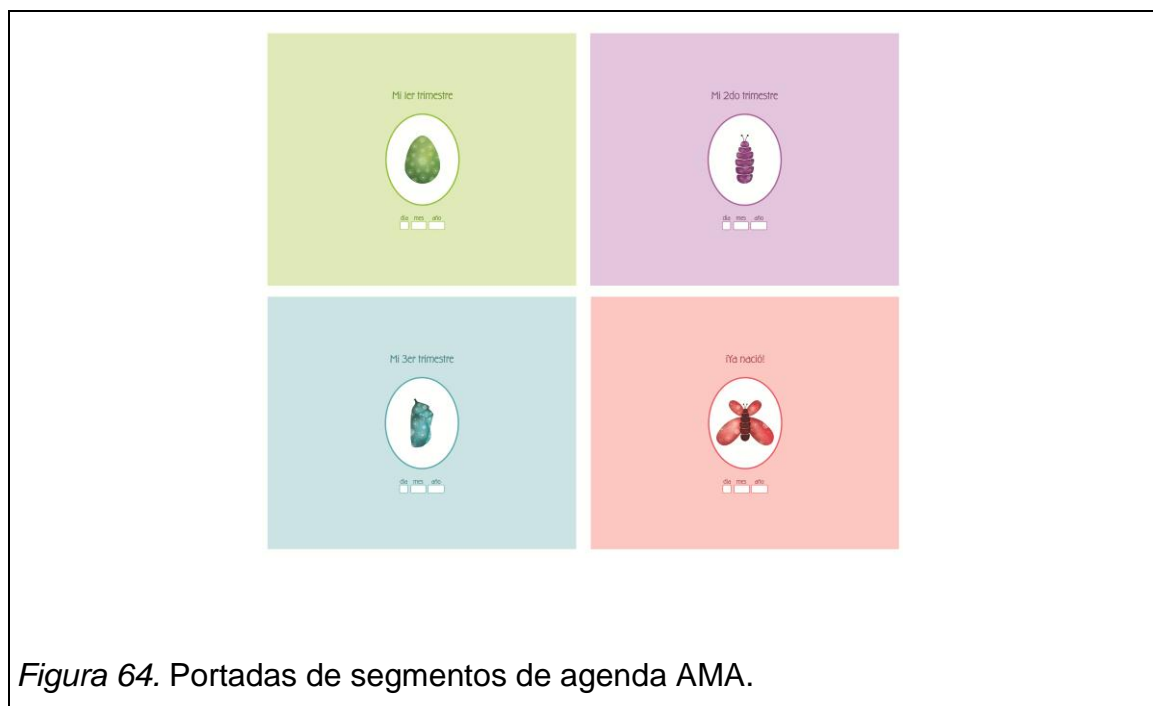 Mi 1er trimestre
día mes año
Mi 2do trimestre
día mes año
Mi 3er trimestre
día mes año
¡Ya nació!
día mes año
Figura 64. Portadas de segmentos de agenda AMA.